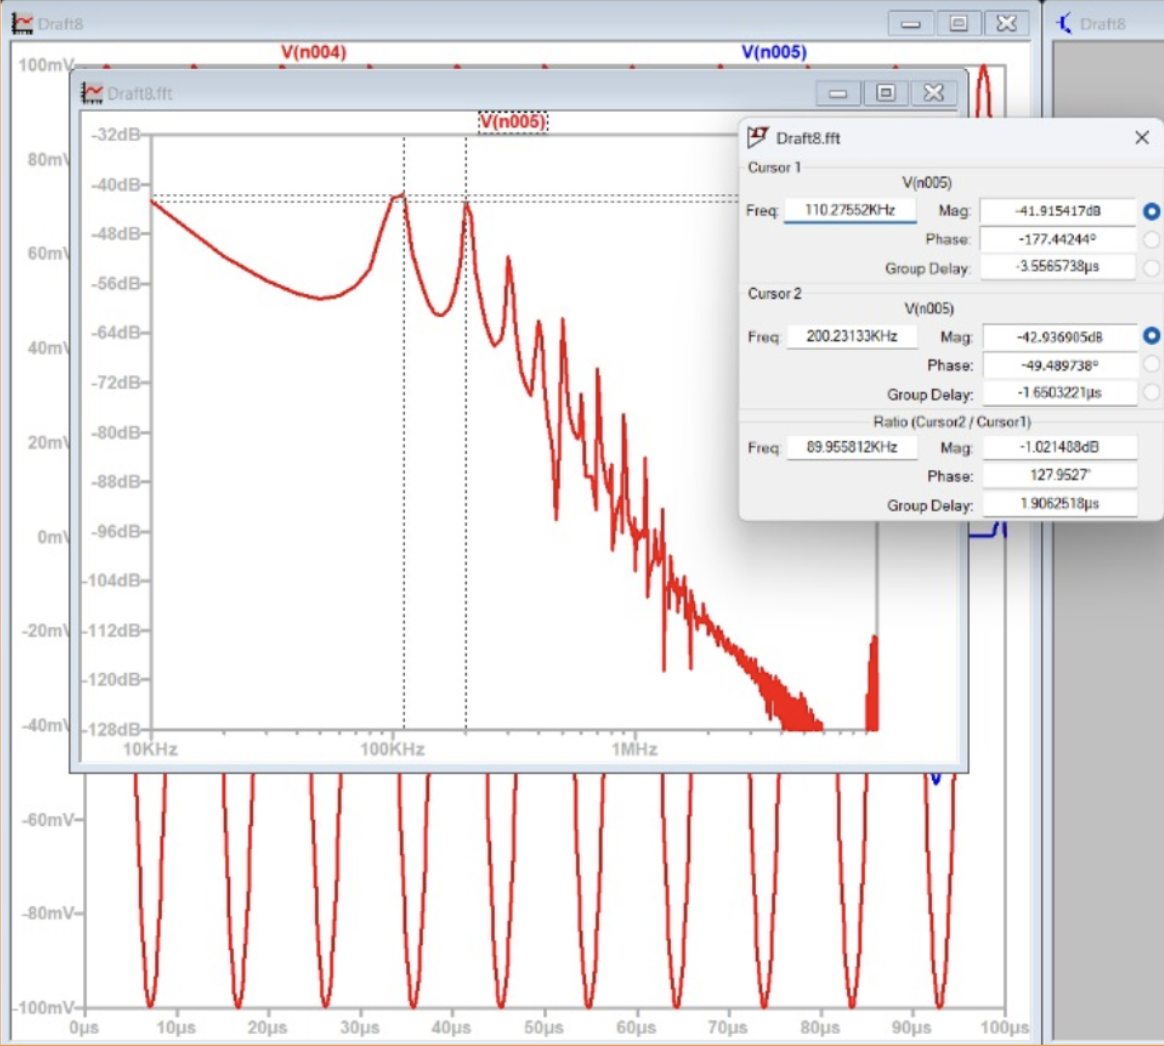 Draft8
Draft8
V(n004)
V(n005)
100mV
80mV
60mV
40mV
20mV
0mV
-20mV
-40mV
-60mV
-80mV
-100mV
0µs
10µs
20µs
30µs
40µs
50µs
60µs
70µs
80µs
90µs
100µs
Draft8.fft
V(n005)
-32dB
-40dB
-48dB
-56dB
-64dB
-72dB
-80dB
-88dB
-96dB
-104dB
-112dB
-120dB
-128dB
10KHz
100KHz
1MHz
Draft8.fft
Cursor 1
V(n005)
Freq: 110.27552KHz Mag: -41.915417dB
Phase: -177.44244°
Group Delay: -3.5565738µs
Cursor 2
V(n005)
Freq: 200.23133KHz Mag: -42.936905dB
Phase: -49.489738°
Group Delay: -1.6503221µs
Ratio (Cursor2 / Cursor1)
Freq: 89.955812KHz Mag: -1.021488dB
Phase: 127.9527°
Group Delay: 1.9062518µs